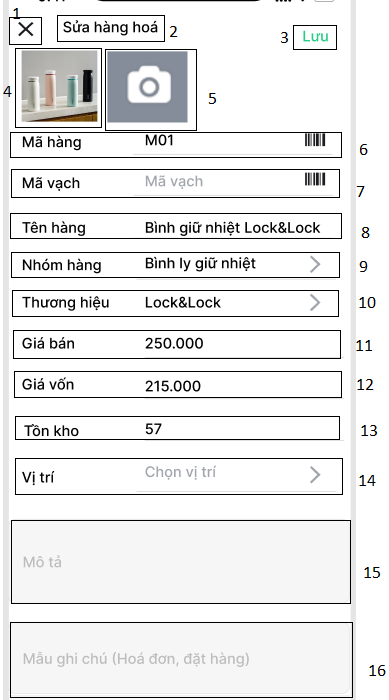 1
Sửa hàng hoá 2
3 Lưu
4
5
Mã hàng M01 6
Mã vạch Mã vạch 7
Tên hàng Bình giữ nhiệt Lock&Lock 8
Nhóm hàng Bình ly giữ nhiệt 9
Thương hiệu Lock&Lock 10
Giá bán 250.000 11
Giá vốn 215.000 12
Tồn kho 57 13
Vị trí Chọn vị trí 14
Mô tả 15
Mẫu ghi chú (Hoá đơn, đặt hàng) 16